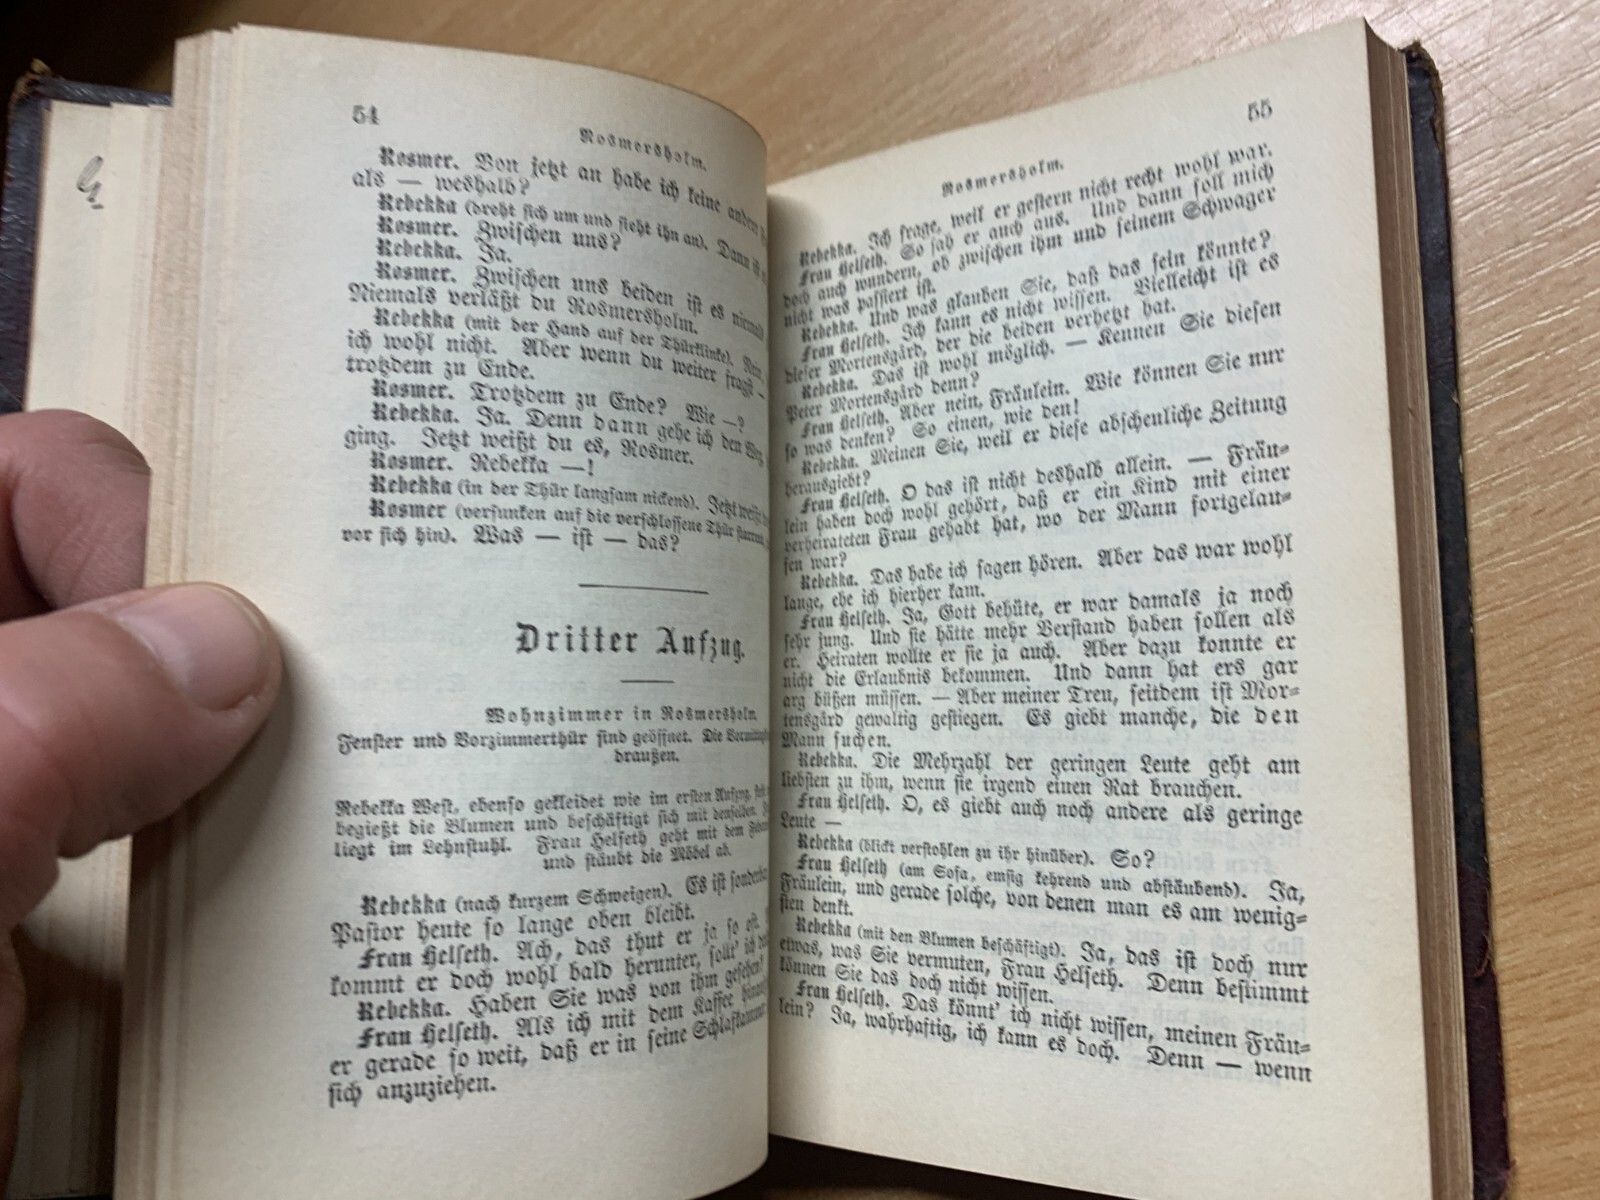 54
Rosmersholm.
Rosmer. Von jetzt an habe ich keine andern
als — weshalb?
Rebekka (dreht sich um und sieht ihn an). Dann ist
Rosmer. Zwischen uns?
Rebekka. Ja.
Rosmer. Zwischen uns beiden ist es niemals
Niemals verläßt du Rosmersholm.
Rebekka (mit der Hand auf der Thürklinke). Nein,
ich wohl nicht. Aber wenn du weiter fragst —
trotzdem zu Ende.
Rosmer. Trotzdem zu Ende? Wie —?
Rebekka. Ja. Denn dann gehe ich den Weg,
ging. Jetzt weißt du es, Rosmer.
Rosmer. Rebekka —!
Rebekka (in der Thür langsam nickend). Jetzt weißt
Rosmer (versunken auf die verschlossene Thür starrend,
vor sich hin). Was — ist — das?
Dritter Aufzug.
Wohnzimmer in Rosmersholm.
Fenster und Vorzimmerthür sind geöffnet. Die
draußen.
Rebekka West, ebenso gekleidet wie im ersten Aufzug,
begießt die Blumen und beschäftigt sich mit denselben.
liegt im Lehnstuhl. Frau Helseth geht mit dem
und stäubt die Möbel ab.
Rebekka (nach kurzem Schweigen). Es ist sonderbar
Pastor heute so lange oben bleibt.
Frau Helseth. Ach, das thut er ja so oft.
kommt er doch wohl bald herunter, sollt' ich
Rebekka. Haben Sie was von ihm gesehen?
Frau Helseth. Als ich mit dem Kaffee
er gerade so weit, daß er in seine Schlafkammer
sich anzuziehen.
55
Rosmersholm.
Rebekka. Ich frage, weil er gestern nicht recht wohl war.
Frau Helseth. So sah er auch aus. Und dann soll mich
doch auch wundern, ob zwischen ihm und seinem Schwager
nicht was passiert ist.
Rebekka. Und was glauben Sie, daß das sein könnte?
Frau Helseth. Ich kann es nicht wissen. Vielleicht ist es
dieser Mortensgård, der die beiden verhetzt hat.
Rebekka. Das ist wohl möglich. — Kennen Sie diesen
Peter Mortensgård denn?
Frau Helseth. Aber nein, Fräulein. Wie können Sie nur
so was denken? So einen, wie den!
Rebekka. Meinen Sie, weil er diese abscheuliche Zeitung
herausgiebt?
Frau Helseth. O das ist nicht deshalb allein. — Fräu-
lein haben doch wohl gehört, daß er ein Kind mit einer
verheirateten Frau gehabt hat, wo der Mann fortgelau-
fen war?
Rebekka. Das habe ich sagen hören. Aber das war wohl
lange, ehe ich hierher kam.
Frau Helseth. Ja, Gott behüte, er war damals ja noch
sehr jung. Und sie hätte mehr Verstand haben sollen als
er. Heiraten wollte er sie ja auch. Aber dazu konnte er
nicht die Erlaubnis bekommen. Und dann hat ers gar
arg büßen müssen. — Aber meiner Treu, seitdem ist Mor-
tensgård gewaltig gestiegen. Es giebt manche, die den
Mann suchen.
Rebekka. Die Mehrzahl der geringen Leute geht am
liebsten zu ihm, wenn sie irgend einen Rat brauchen.
Frau Helseth. O, es giebt auch noch andere als geringe
Leute —
Rebekka (blickt verstohlen zu ihr hinüber). So?
Frau Helseth (am Sofa, emsig kehrend und abstäubend). Ja,
Fräulein, und gerade solche, von denen man es am wenig-
sten denkt.
Rebekka (mit den Blumen beschäftigt). Ja, das ist doch nur
etwas, was Sie vermuten, Frau Helseth. Denn bestimmt
können Sie das doch nicht wissen.
Frau Helseth. Das könnt' ich nicht wissen, meinen Fräu-
lein? Ja, wahrhaftig, ich kann es doch. Denn — wenn